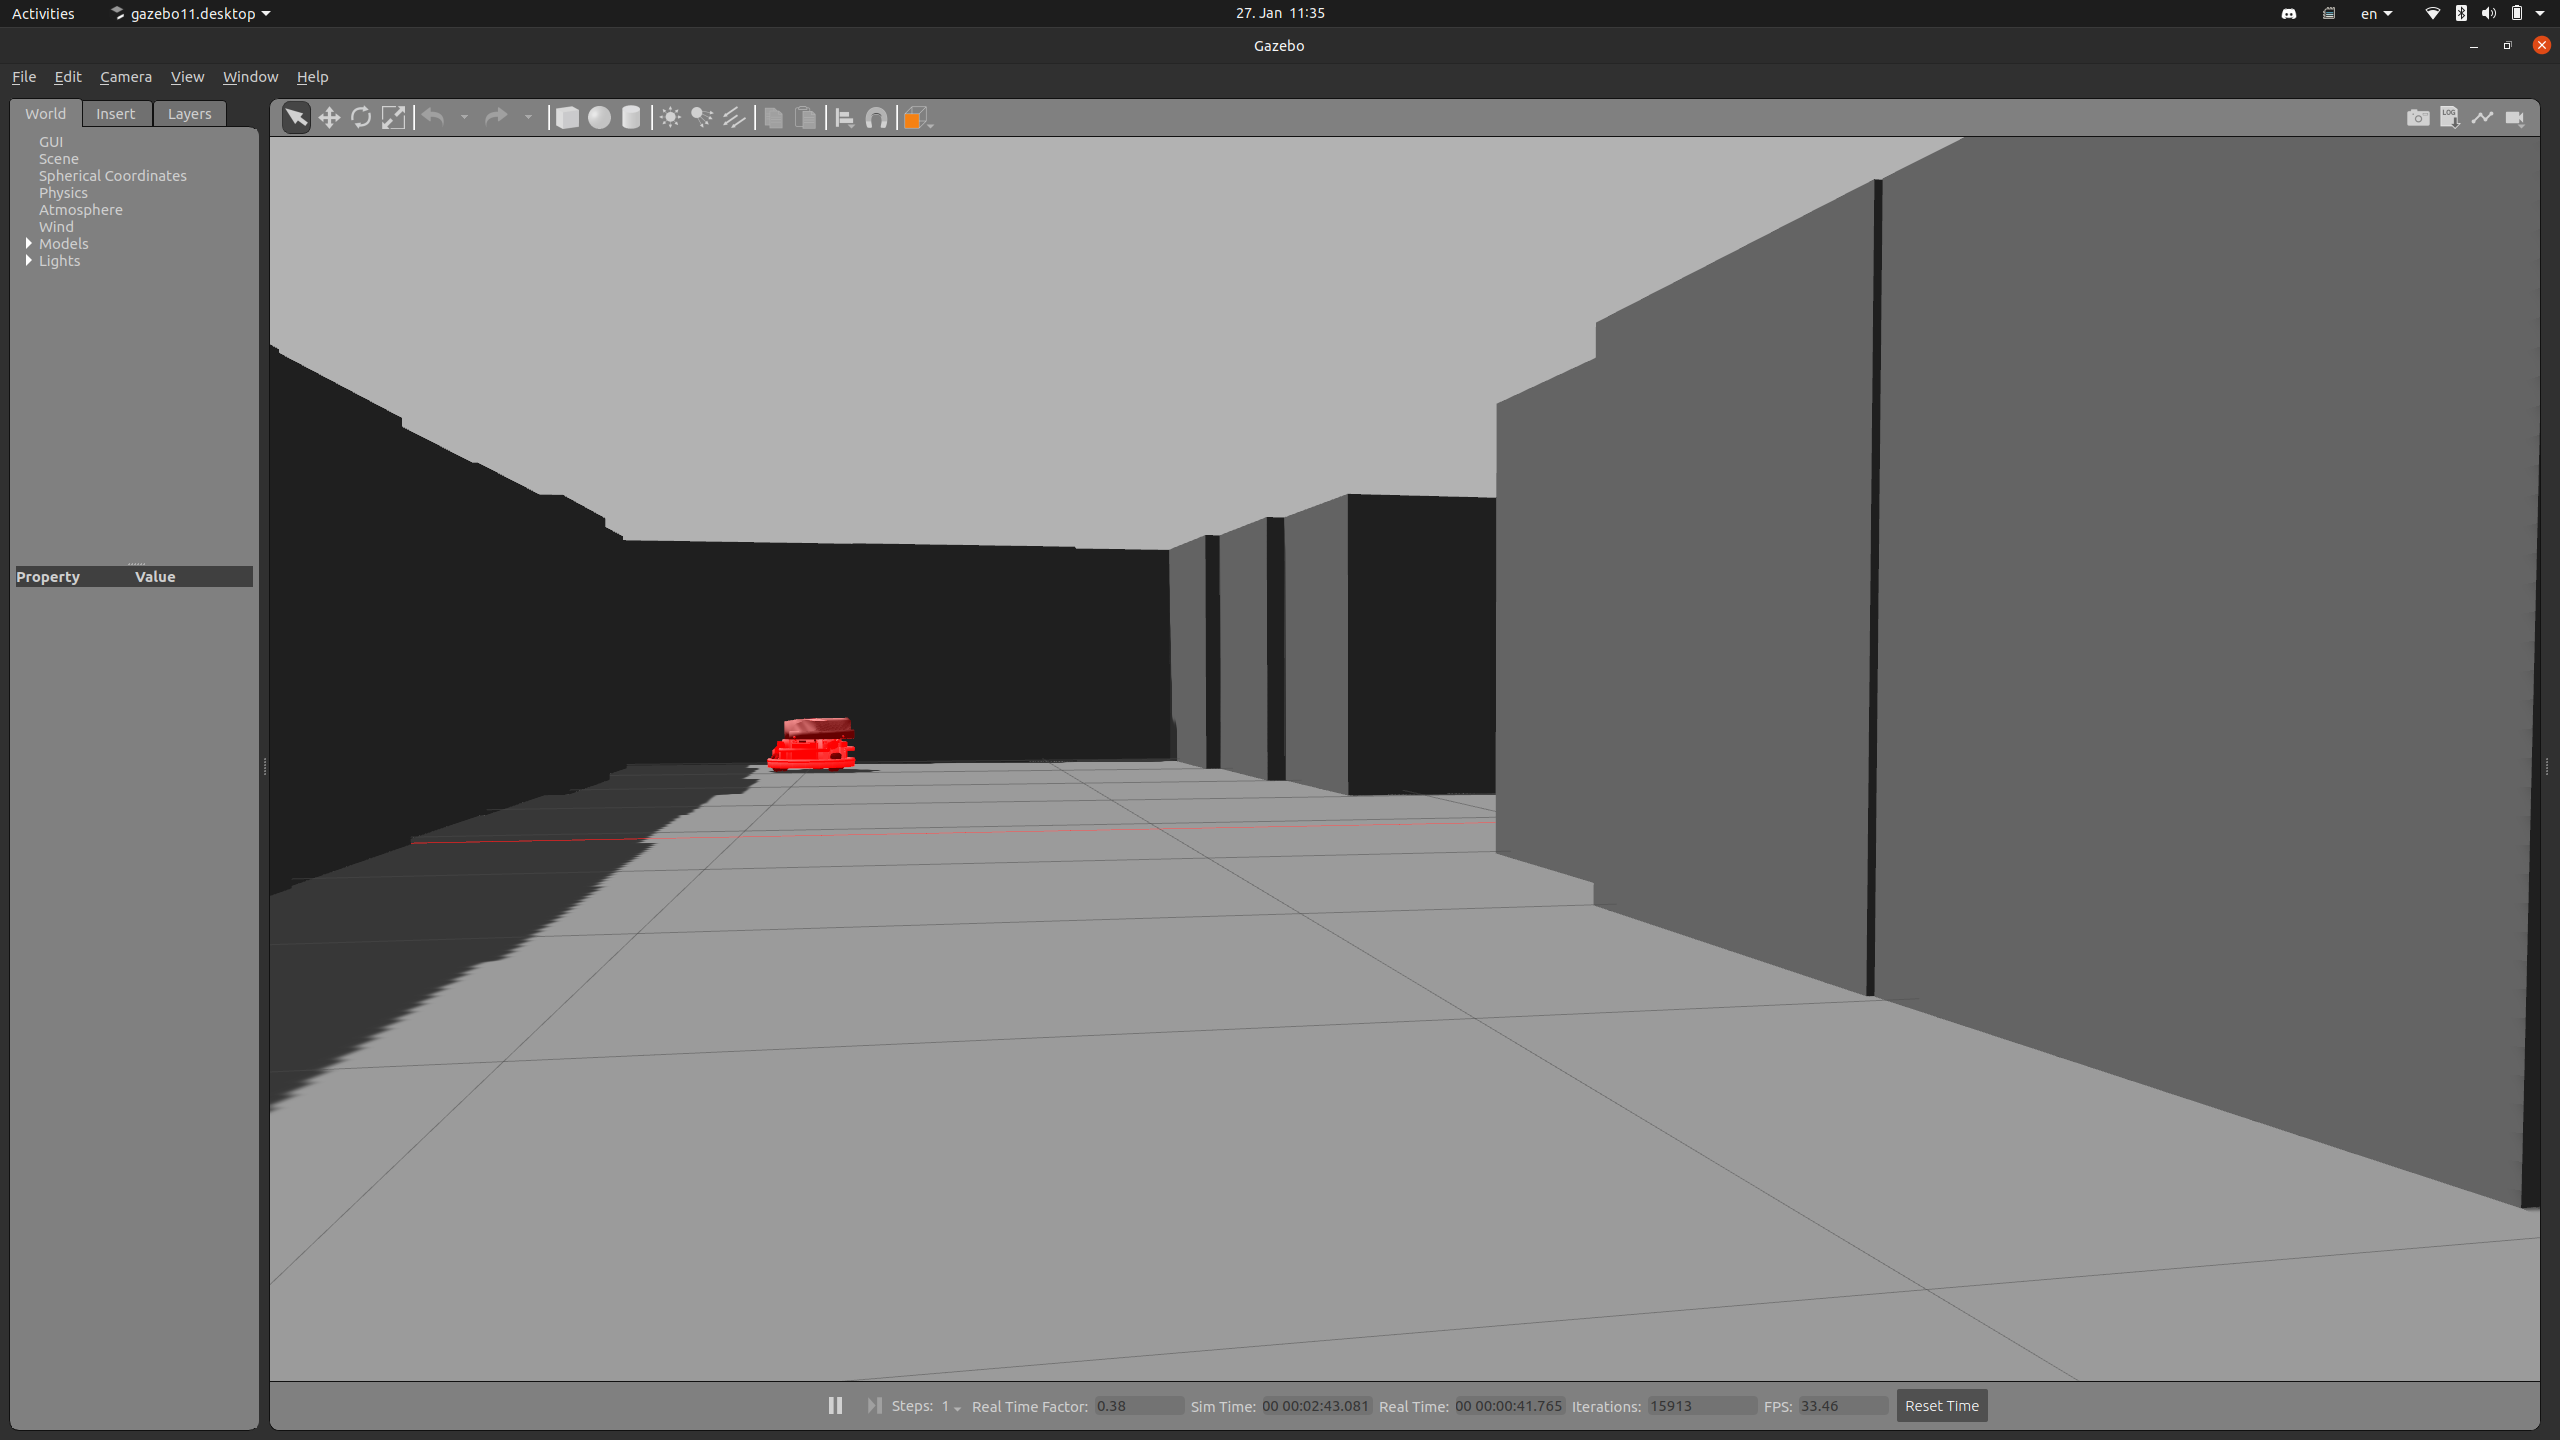 Activities gazebo11.desktop 27. Jan 11:35 en
Gazebo
File Edit Camera View Window Help
World Insert Layers
LOG
GUI
Scene
Spherical Coordinates
Physics
Atmosphere
Wind
Models
Lights
Property Value
Steps: 1 Real Time Factor: 0.38 Sim Time: 00 00:02:43.081 Real Time: 00 00:00:41.765 Iterations: 15913 FPS: 33.46 Reset Time